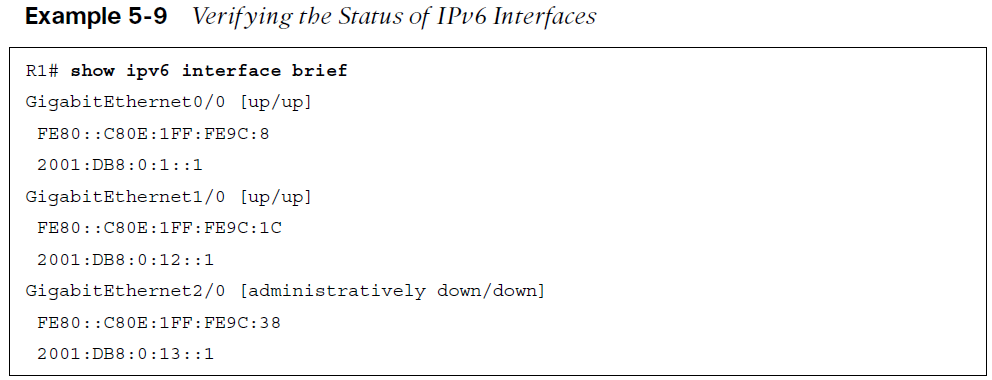 Example 5-9 Verifying the Status of IPv6 Interfaces
R1# show ipv6 interface brief
GigabitEthernet0/0 [up/up]
FE80::C80E:1FF:FE9C:8
2001:DB8:0:1::1
GigabitEthernet1/0 [up/up]
FE80::C80E:1FF:FE9C:1C
2001:DB8:0:12::1
GigabitEthernet2/0 [administratively down/down]
FE80::C80E:1FF:FE9C:38
2001:DB8:0:13::1